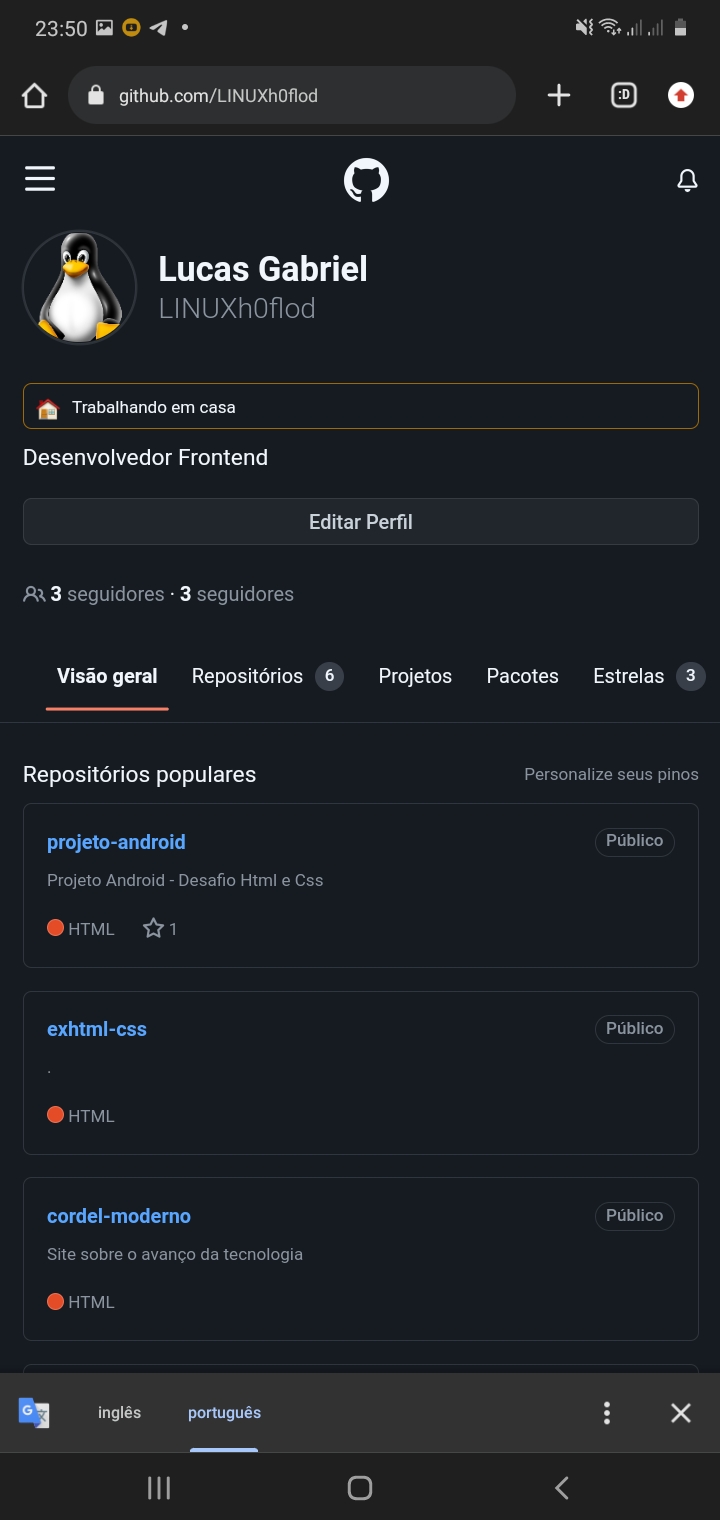 23:50
github.com/LINUXh0flod
:D
Lucas Gabriel
LINUXh0flod
Trabalhando em casa
Desenvolvedor Frontend
Editar Perfil
3 seguidores · 3 seguidores
Visão geral Repositórios 6 Projetos Pacotes Estrelas 3
Repositórios populares Personalize seus pinos
projeto-android Público
Projeto Android - Desafio Html e Css
HTML 1
exhtml-css Público
.
HTML
cordel-moderno Público
Site sobre o avanço da tecnologia
HTML
G 文 inglês português